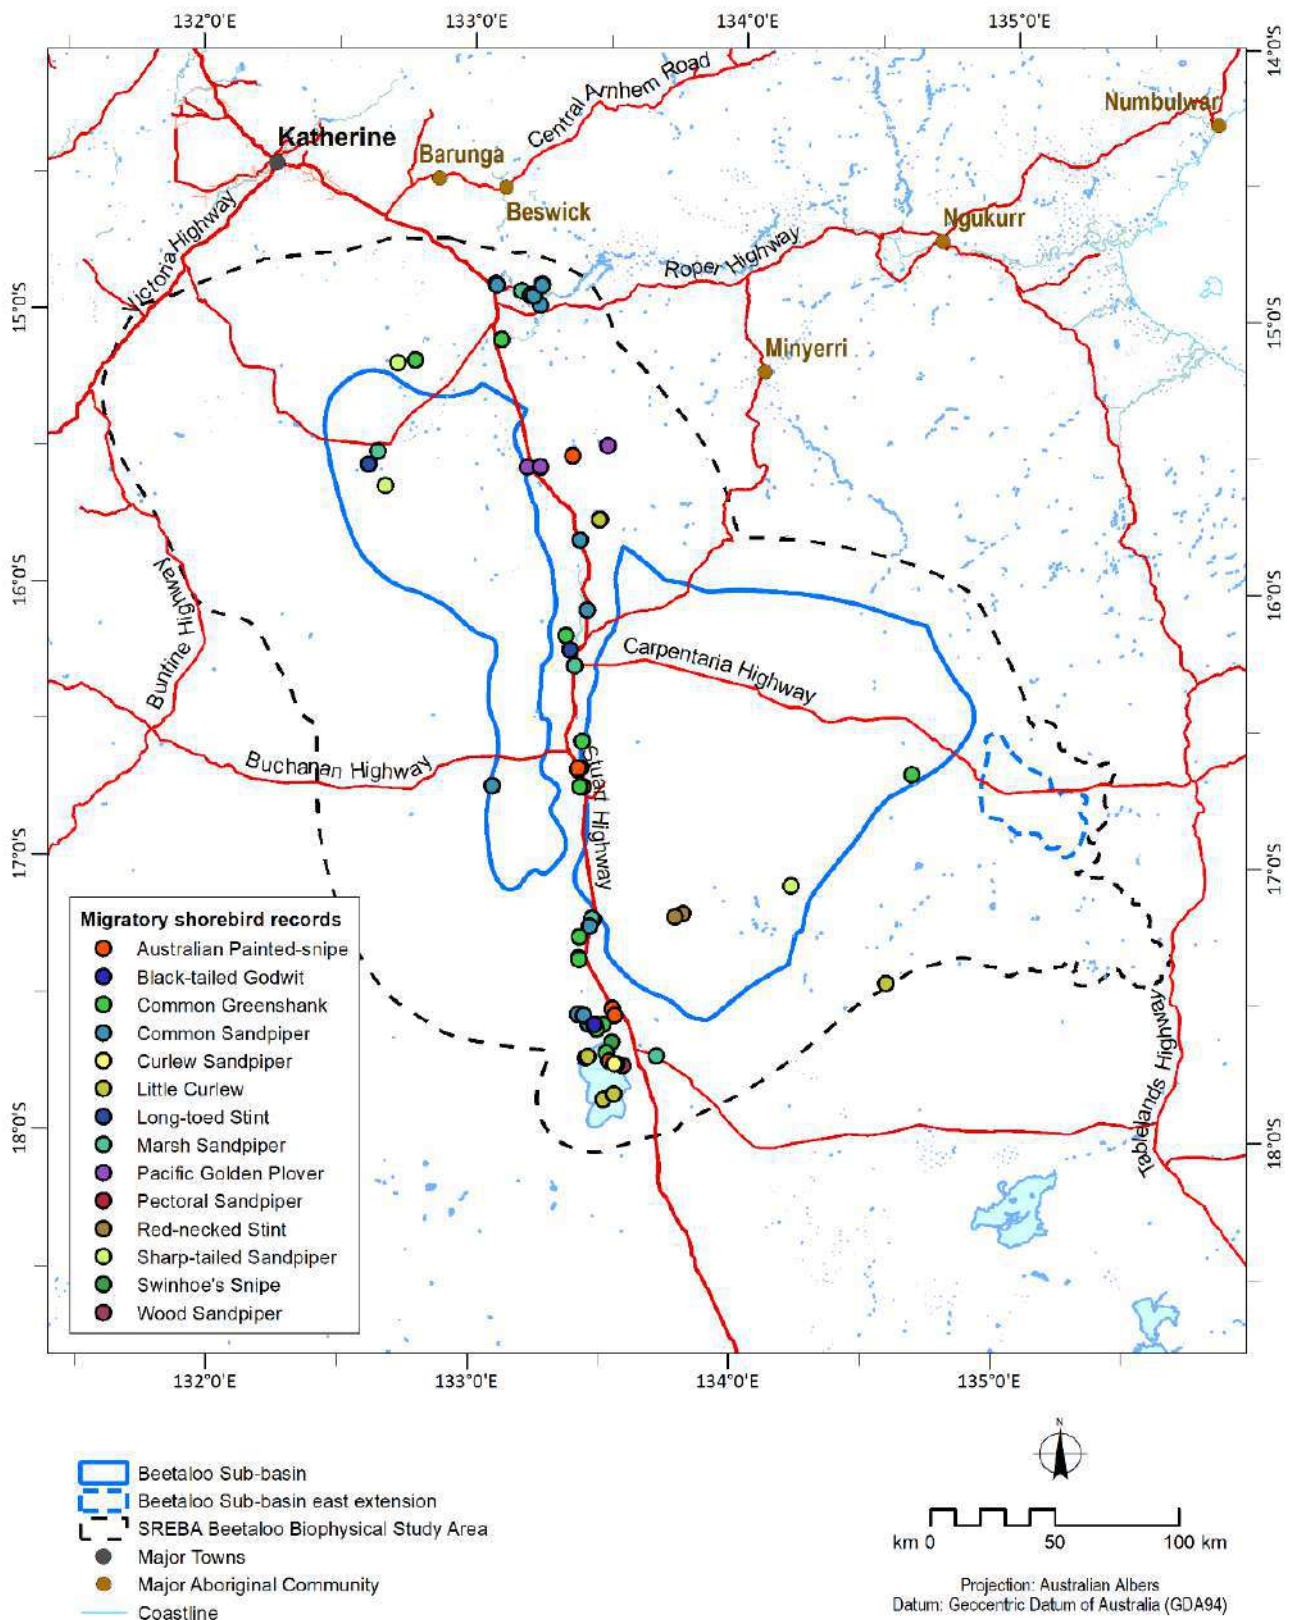 132°0'E 133°0'E 134°0'E 135°0'E
14°0'S
Central Arnhem Road
Numbulwar
Katherine
Barunga
Beswick
Ngukurr
Victoria Highway
Roper Highway
15°0'S
15°0'S
Minyerri
16°0'S
16°0'S
Buntine Highway
Carpentaria Highway
Buchanan Highway
Stuart Highway
17°0'S
17°0'S
Tablelands Highway
18°0'S
18°0'S
Migratory shorebird records
Australian Painted-snipe
Black-tailed Godwit
Common Greenshank
Common Sandpiper
Curlew Sandpiper
Little Curlew
Long-toed Stint
Marsh Sandpiper
Pacific Golden Plover
Pectoral Sandpiper
Red-necked Stint
Sharp-tailed Sandpiper
Swinhoe's Snipe
Wood Sandpiper
132°0'E 133°0'E 134°0'E 135°0'E
Beetaloo Sub-basin
Beetaloo Sub-basin east extension
SREBA Beetaloo Biophysical Study Area
Major Towns
Major Aboriginal Community
Coastline
N
km 0 50 100 km
Projection: Australian Albers
Datum: Geocentric Datum of Australia (GDA94)